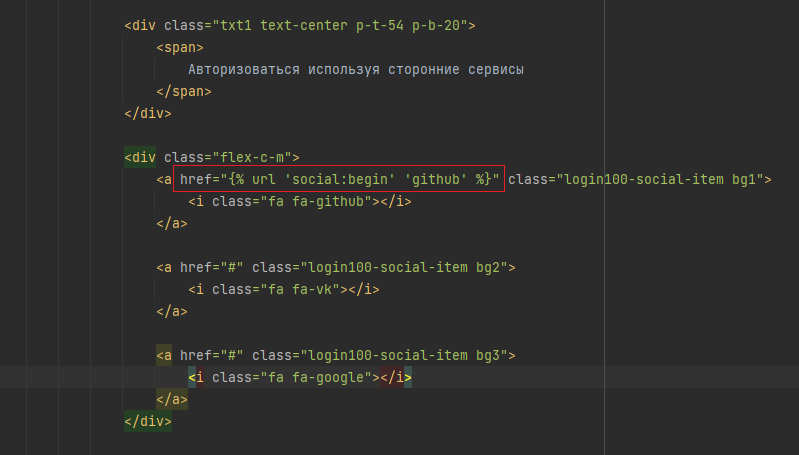 <div class="txt1 text-center p-t-54 p-b-20">
<span>
Авторизоваться используя сторонние сервисы
</span>
</div>
<div class="flex-c-m">
<a href="{% url 'social:begin' 'github' %}" class="login100-social-item bg1">
<i class="fa fa-github"></i>
</a>
<a href="#" class="login100-social-item bg2">
<i class="fa fa-vk"></i>
</a>
<a href="#" class="login100-social-item bg3">
<i class="fa fa-google"></i>
</a>
</div>